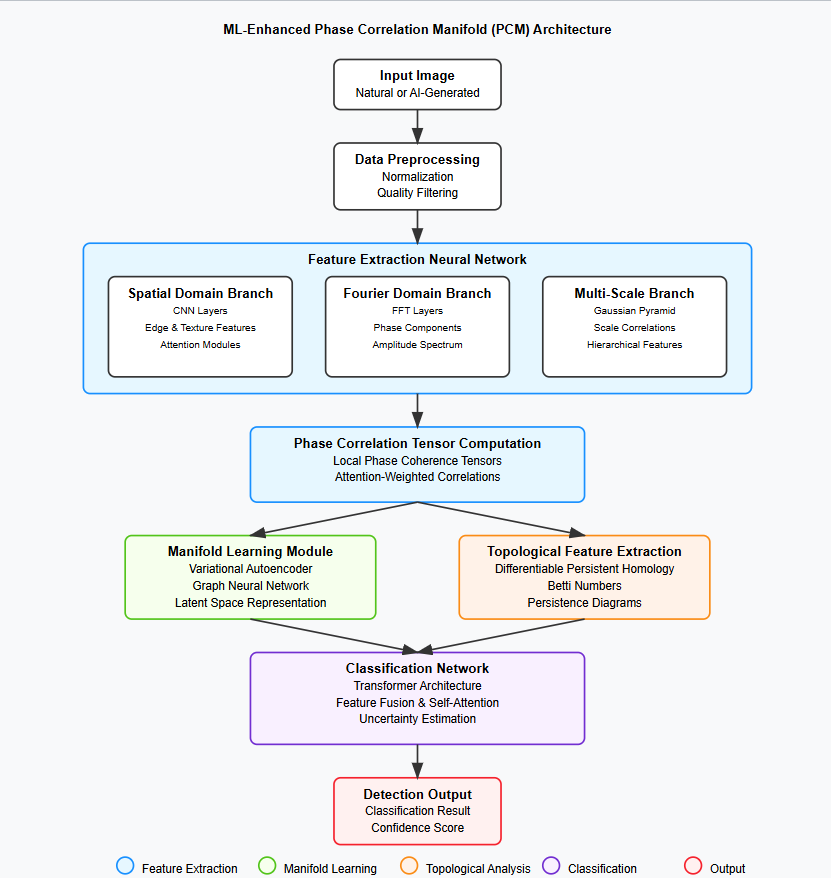 ML-Enhanced Phase Correlation Manifold (PCM) Architecture
Input Image
Natural or AI-Generated
Data Preprocessing
Normalization
Quality Filtering
Feature Extraction Neural Network
Spatial Domain Branch
CNN Layers
Edge & Texture Features
Attention Modules
Fourier Domain Branch
FFT Layers
Phase Components
Amplitude Spectrum
Multi-Scale Branch
Gaussian Pyramid
Scale Correlations
Hierarchical Features
Phase Correlation Tensor Computation
Local Phase Coherence Tensors
Attention-Weighted Correlations
Manifold Learning Module
Variational Autoencoder
Graph Neural Network
Latent Space Representation
Topological Feature Extraction
Differentiable Persistent Homology
Betti Numbers
Persistence Diagrams
Classification Network
Transformer Architecture
Feature Fusion & Self-Attention
Uncertainty Estimation
Detection Output
Classification Result
Confidence Score
Feature Extraction
Manifold Learning
Topological Analysis
Classification
Output